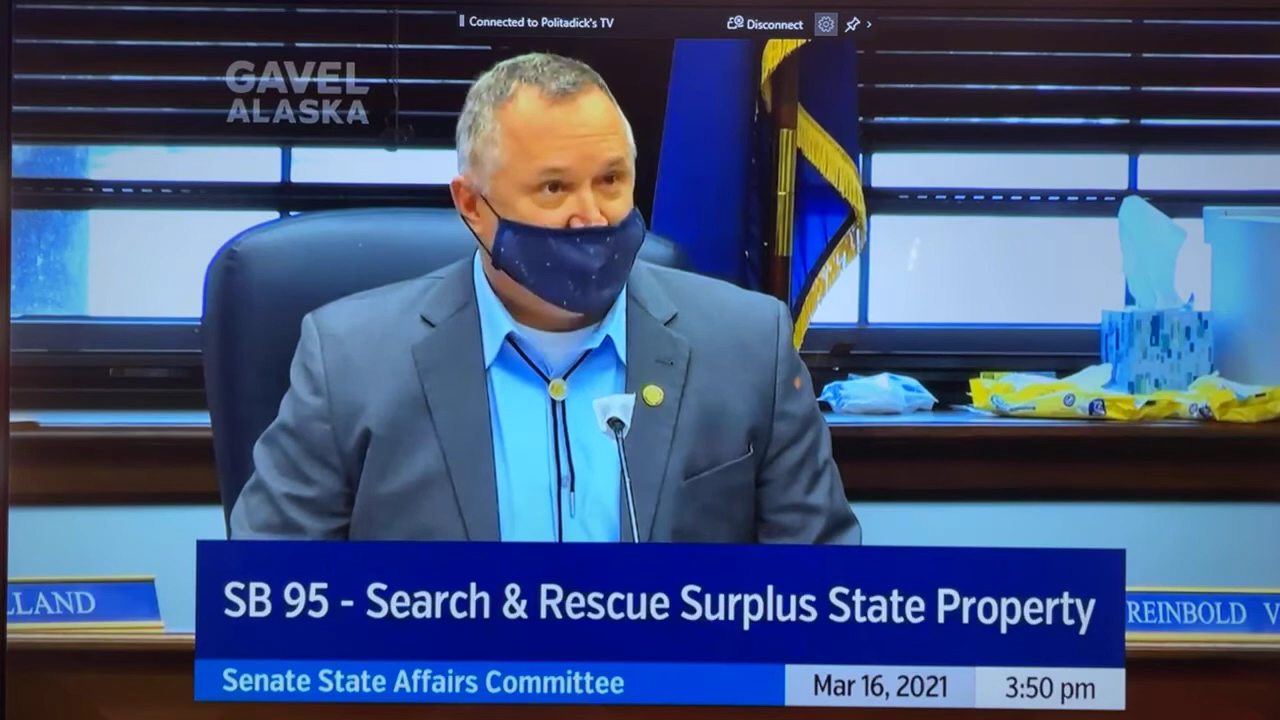 Connected to Politadick's TV
Disconnect
GAVEL
ALASKA
LLAND
REINBOLD V
SB 95 - Search & Rescue Surplus State Property
Senate State Affairs Committee
Mar 16, 2021
3:50 pm